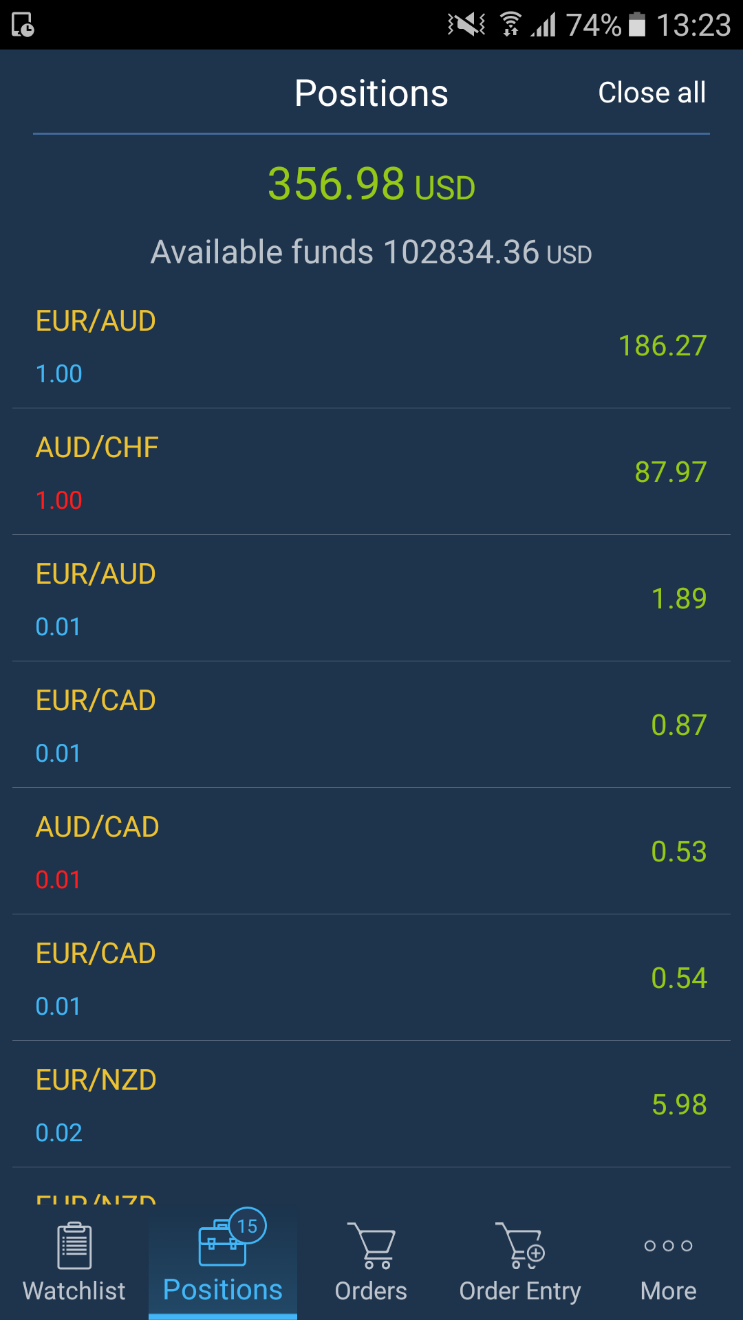 74% 13:23
Positions Close all
356.98 USD
Available funds 102834.36 USD
EUR/AUD
186.27
1.00
AUD/CHF
87.97
1.00
EUR/AUD
1.89
0.01
EUR/CAD
0.87
0.01
AUD/CAD
0.53
0.01
EUR/CAD
0.54
0.01
EUR/NZD
5.98
0.02
EUR/NZD
15
Watchlist Positions Orders Order Entry More